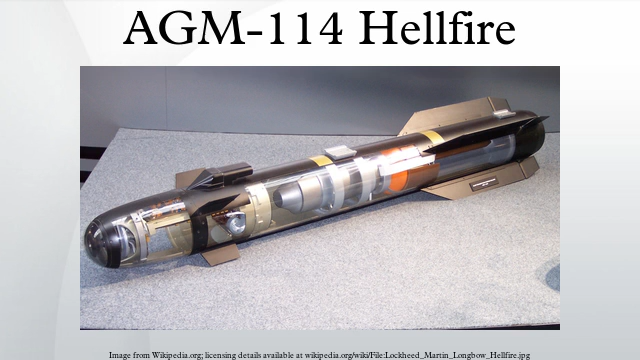 AGM-114 Hellfire
Image from Wikipedia.org; licensing details available at wikipedia.org/wiki/File:Lockheed_Martin_Longbow_Hellfire.jpg